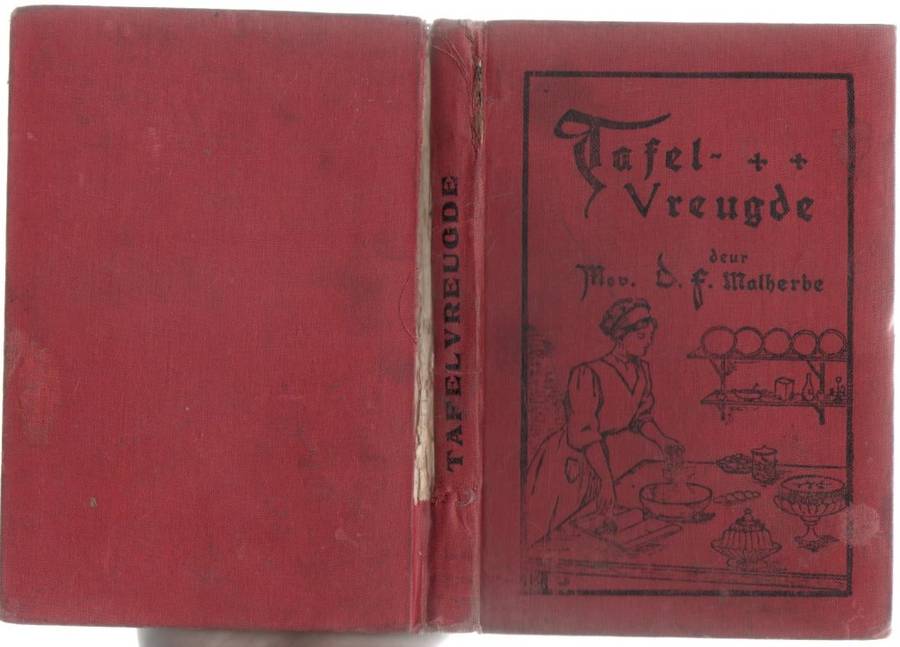 TAFELVREUGDE
Tafel-
Vreugde
deur
Mev. D. F. Malherbe